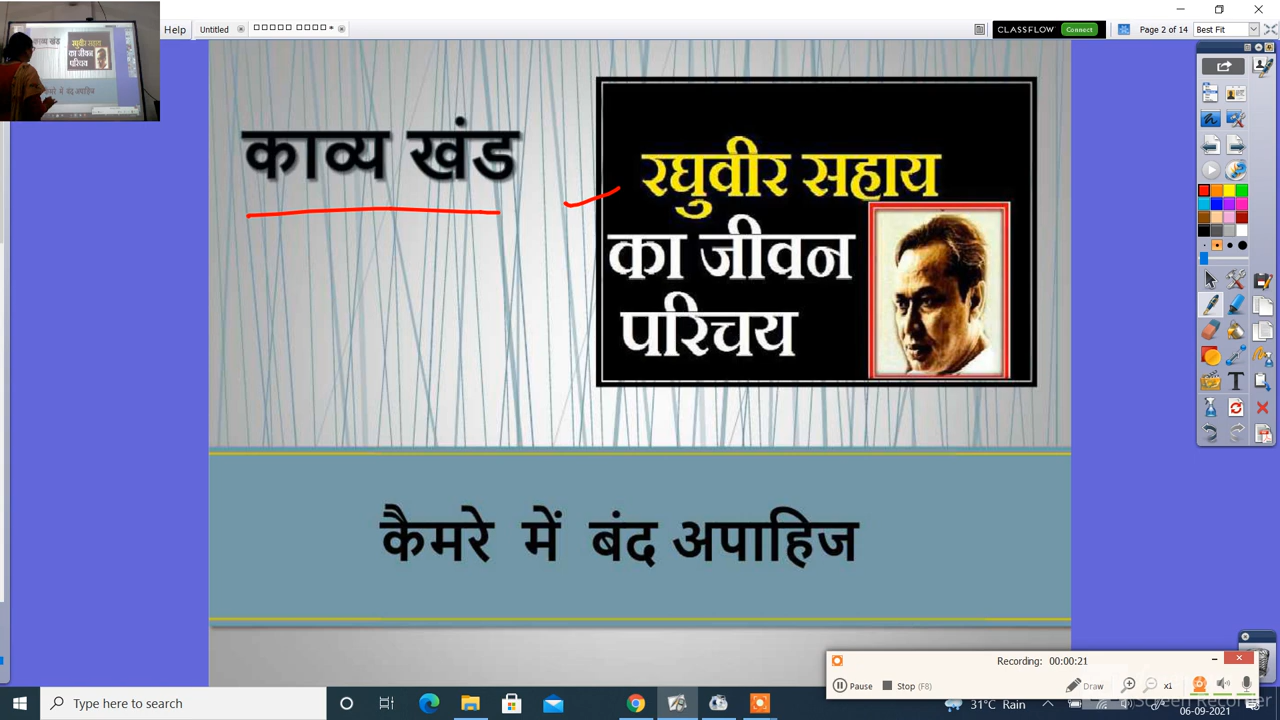 Help
Untitled
CLASSFLOW
Connect
Page 2 of 14
Best Fit
काव्य खंड
रघुवीर सहाय
का जीवन
परिचय
कैमरे में बंद अपाहिज
Recording: 00:00:21
Pause
Stop (F8)
x1
Draw
Type here to search
31°C Rain
06-09-2021
Screen Recorder